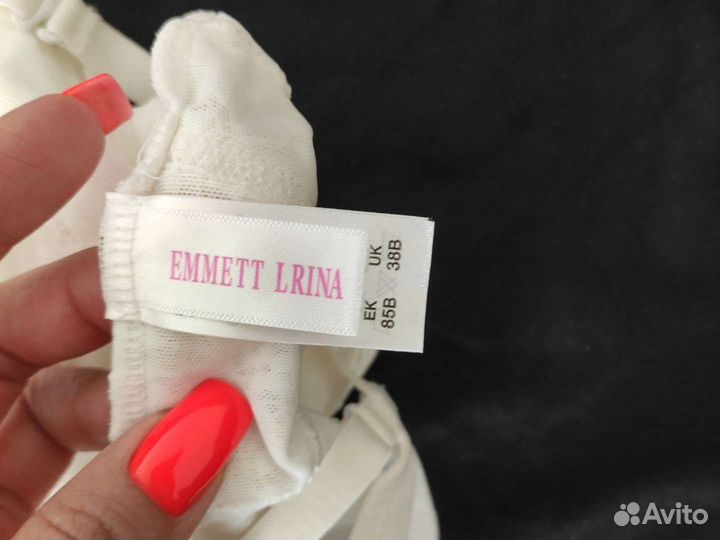 EMMETT LRINA
EK UK
85B 38B
Avito